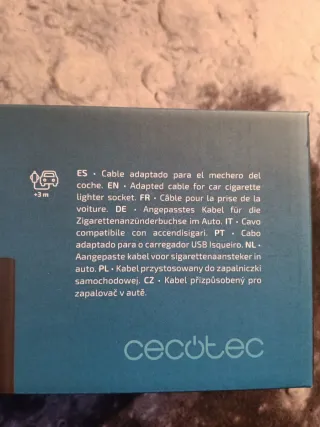 ES • Cable adaptado para el mechero del
coche. EN • Adapted cable for car cigarette
lighter socket. FR • Câble pour la prise de la
voiture. DE • Angepasstes Kabel für die
Zigarettenanzünderbuchse im Auto. IT • Cavo
compatibile con accendisigari. PT • Cabo
adaptado para o carregador USB Isqueiro. NL •
Aangepaste kabel voor sigarettenaansteker in
auto. PL • Kabel przystosowany do zapalniczki
samochodowej. CZ • Kabel přizpůsobený pro
zapalovač v autě.
+3 m
cecotec